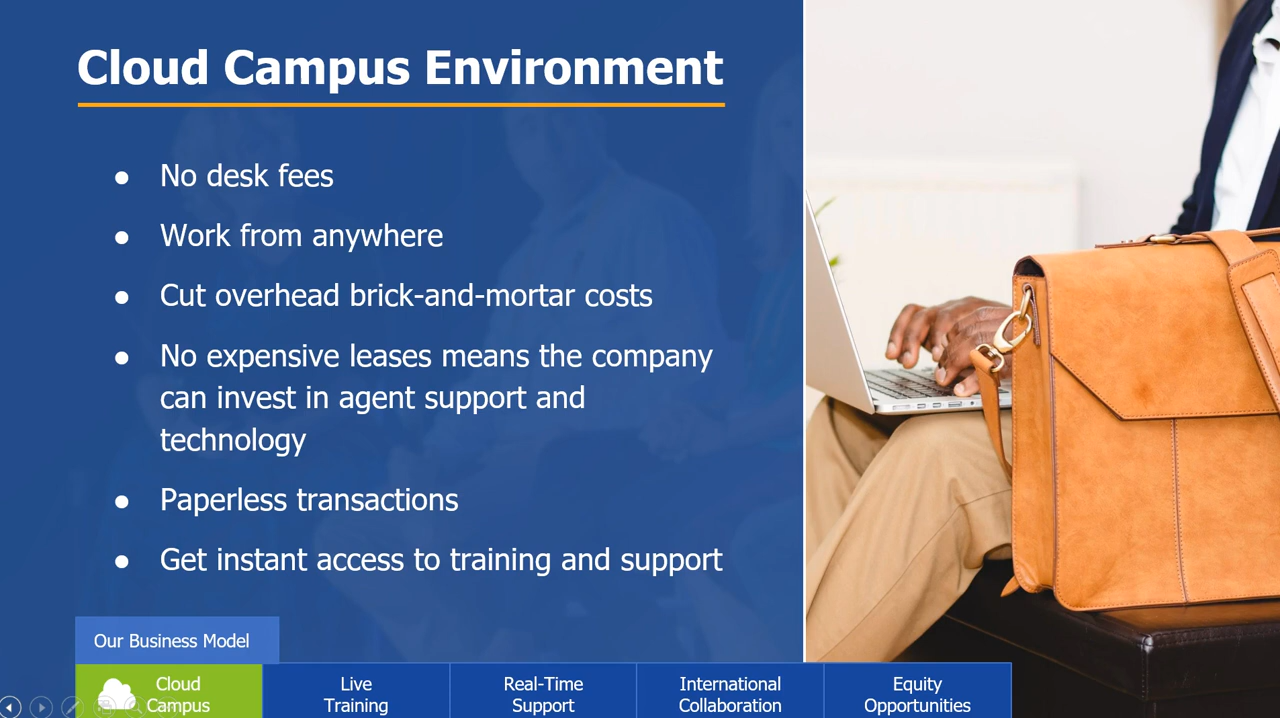 Cloud Campus Environment
● No desk fees
● Work from anywhere
● Cut overhead brick-and-mortar costs
● No expensive leases means the company
can invest in agent support and
technology
● Paperless transactions
● Get instant access to training and support
Our Business Model
Cloud
Campus
Live
Training
Real-Time
Support
International
Collaboration
Equity
Opportunities